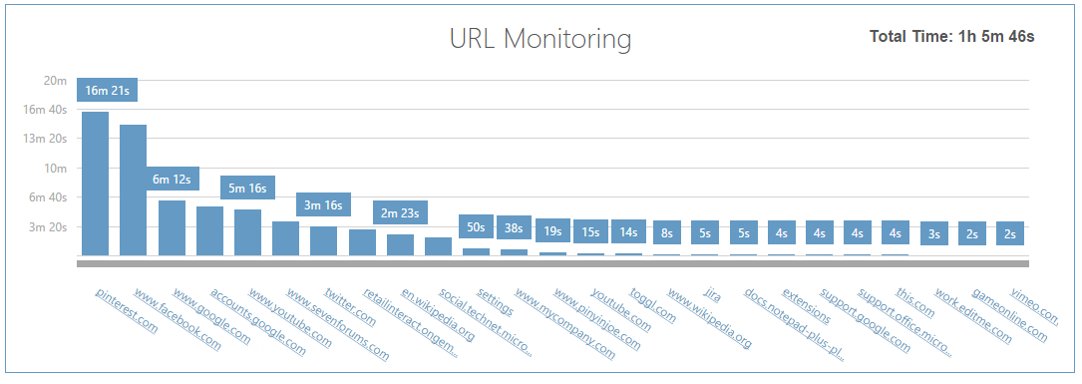 URL Monitoring
Total Time: 1h 5m 46s
20m
16m 40s
13m 20s
10m
6m 40s
3m 20s
16m 21s
6m 12s
5m 16s
3m 16s
2m 23s
50s
38s
19s
15s
14s
8s
5s
5s
4s
4s
4s
4s
3s
2s
2s
pinterest.com
www.facebook.com
www.google.com
accounts.google.com
www.youtube.com
www.sevenforums.com
twitter.com
retailinteract.ongem...
en.wikipedia.org
social.technet.micro...
settings
www.mycompany.com
www.pinyinjoe.com
youtube.com
toggl.com
www.wikipedia.org
jira
docs.notepad-plus-pl...
extensions
support.google.com
support.office.micro...
this.com
work.editme.com
gameonline.com
vimeo.con.